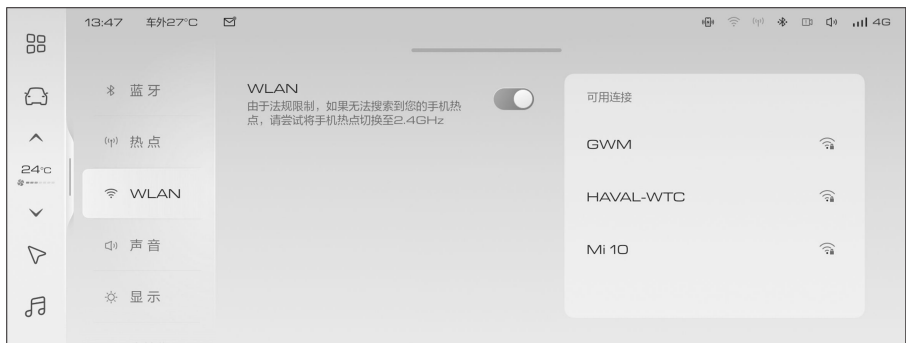 13:47 车外27°C
4G
24°C
蓝牙
热点
WLAN
声音
显示
WLAN
由于法规限制，如果无法搜索到您的手机热
点，请尝试将手机热点切换至2.4GHz
可用连接
GWM
HAVAL-WTC
Mi 10